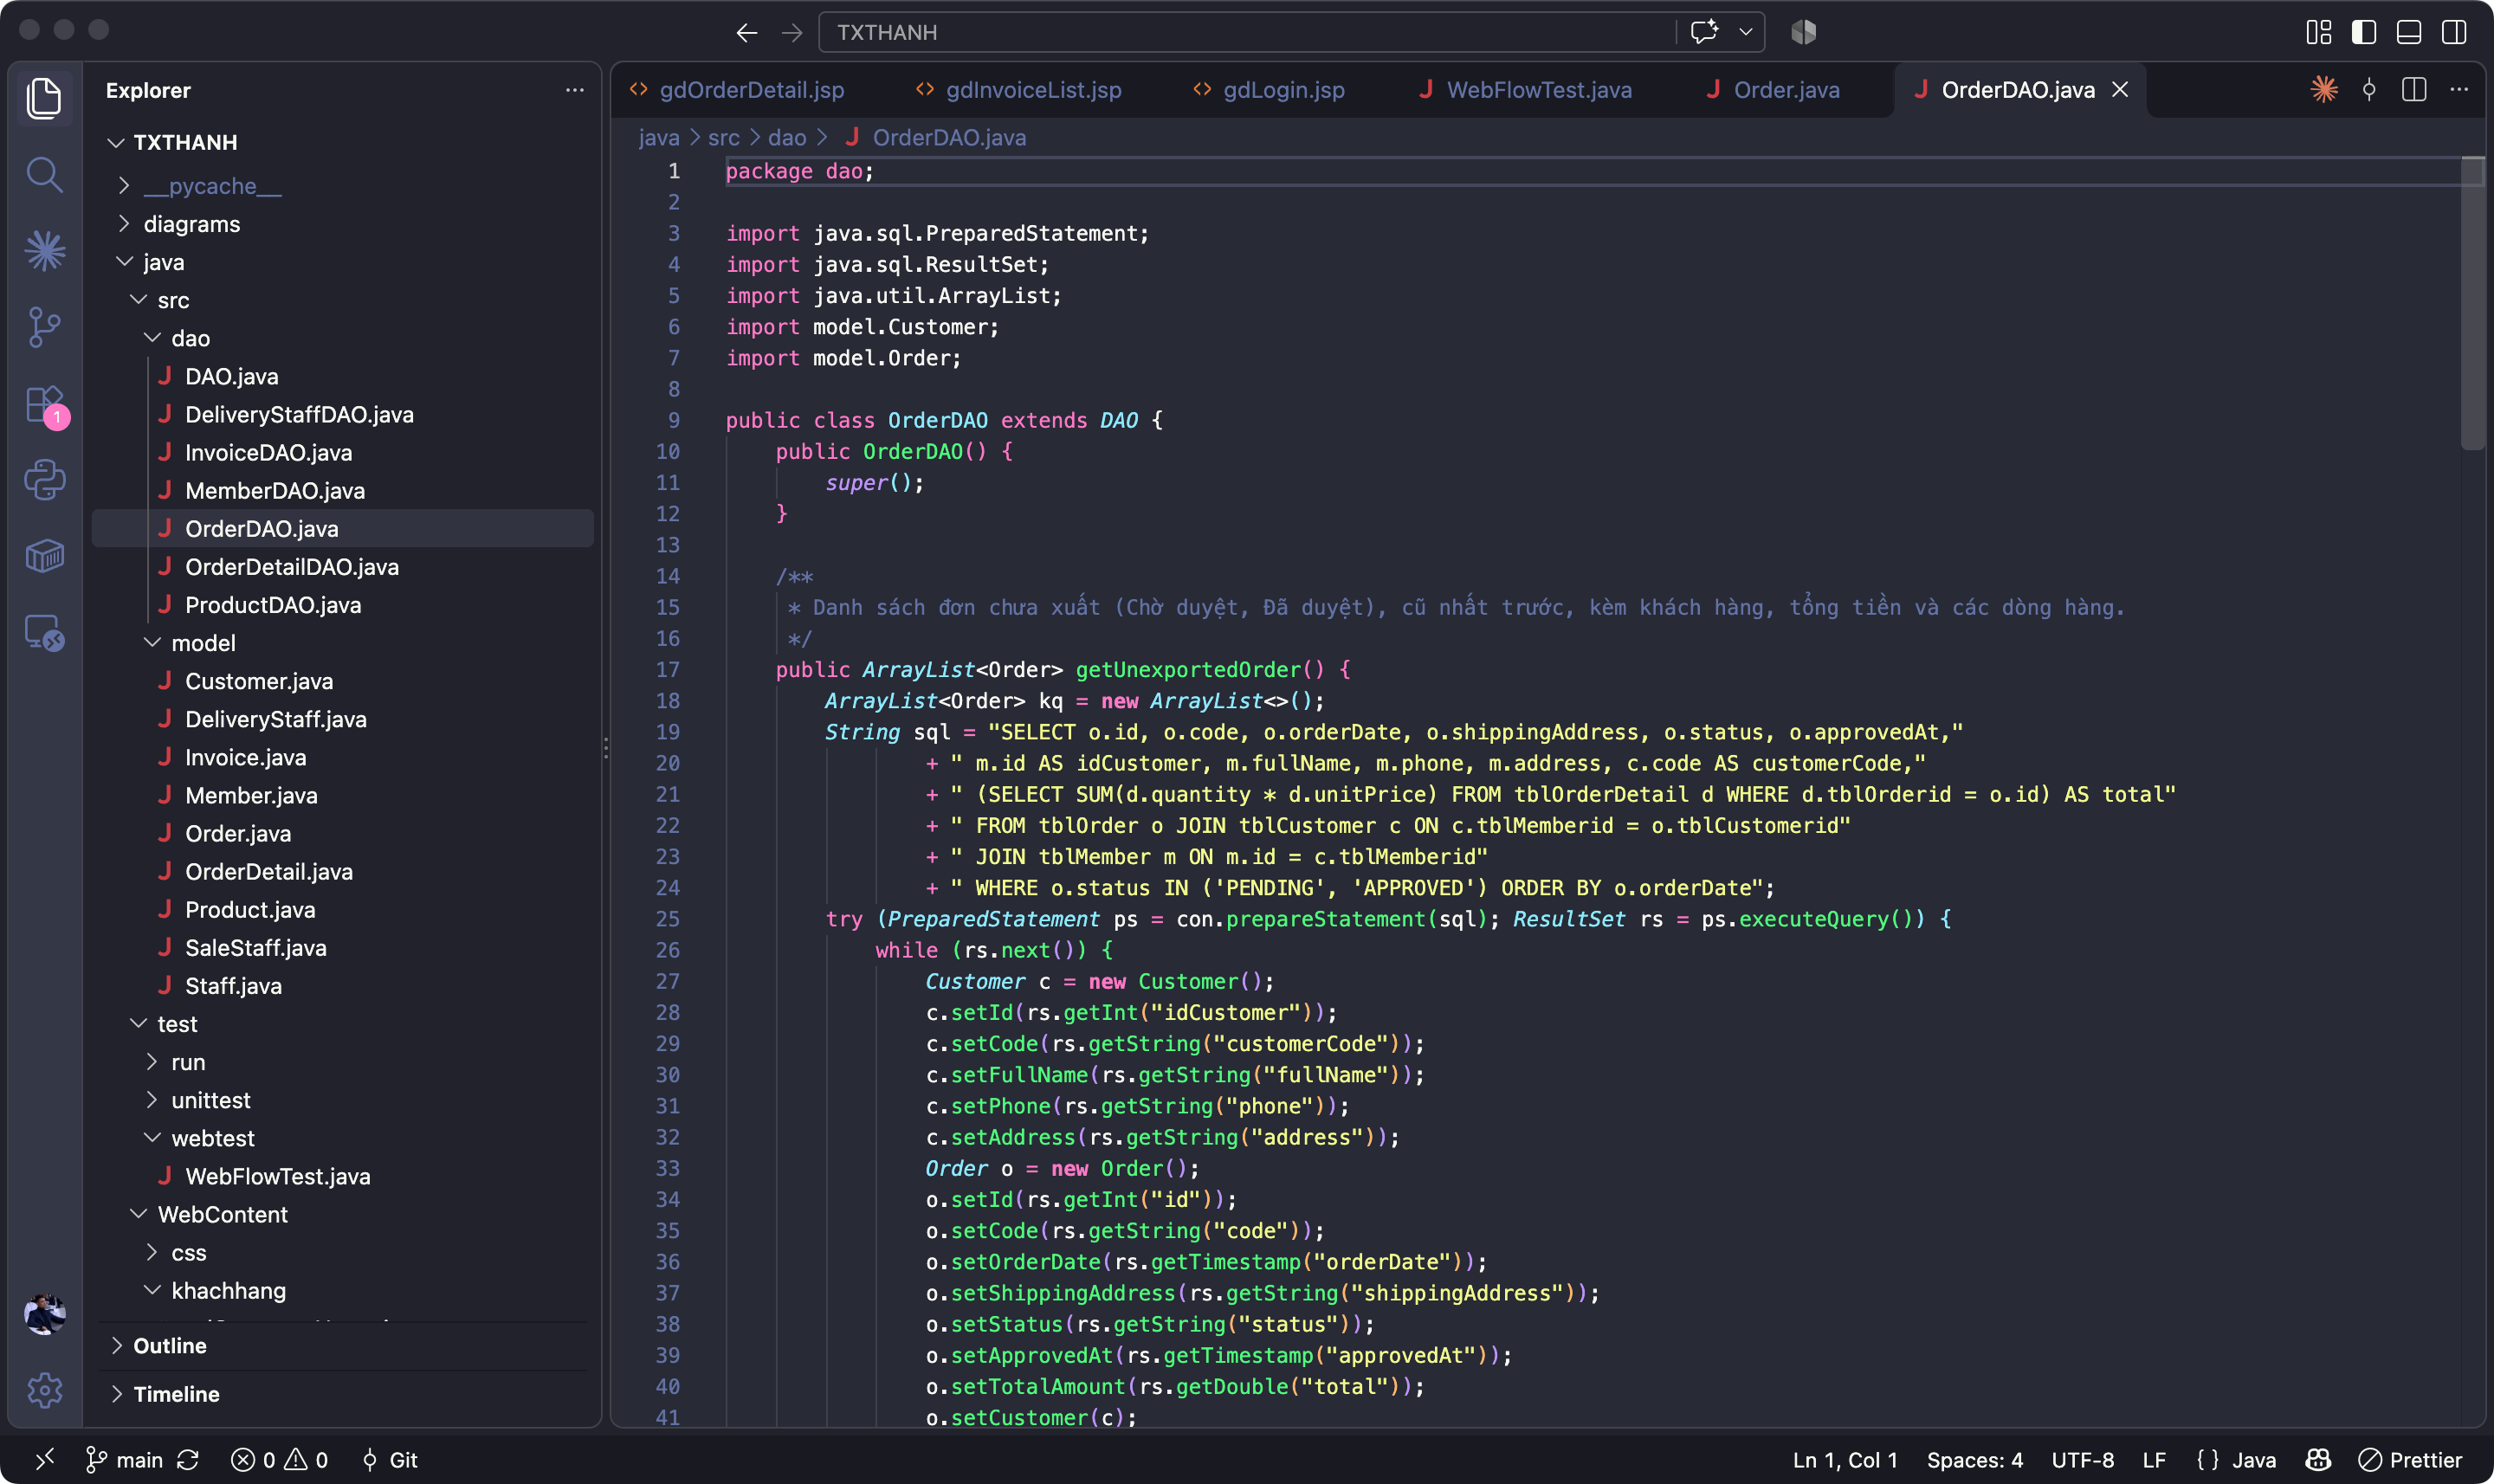 TXTHANH
Explorer
TXTHANH
__pycache__
diagrams
java
src
dao
DAO.java
DeliveryStaffDAO.java
InvoiceDAO.java
MemberDAO.java
OrderDAO.java
OrderDetailDAO.java
ProductDAO.java
model
Customer.java
DeliveryStaff.java
Invoice.java
Member.java
Order.java
OrderDetail.java
Product.java
SaleStaff.java
Staff.java
test
run
unittest
webtest
WebFlowTest.java
WebContent
css
khachhang
Outline
Timeline
1
gdOrderDetail.jsp
gdInvoiceList.jsp
gdLogin.jsp
WebFlowTest.java
Order.java
OrderDAO.java
java > src > dao > OrderDAO.java
1 package dao;
2
3 import java.sql.PreparedStatement;
4 import java.sql.ResultSet;
5 import java.util.ArrayList;
6 import model.Customer;
7 import model.Order;
8
9 public class OrderDAO extends DAO {
10 public OrderDAO() {
11 super();
12 }
13
14 /**
15 * Danh sách đơn chưa xuất (Chờ duyệt, Đã duyệt), cũ nhất trước, kèm khách hàng, tổng tiền và các dòng hàng.
16 */
17 public ArrayList<Order> getUnexportedOrder() {
18 ArrayList<Order> kq = new ArrayList<>();
19 String sql = "SELECT o.id, o.code, o.orderDate, o.shippingAddress, o.status, o.approvedAt,"
20 + " m.id AS idCustomer, m.fullName, m.phone, m.address, c.code AS customerCode,"
21 + " (SELECT SUM(d.quantity * d.unitPrice) FROM tblOrderDetail d WHERE d.tblOrderid = o.id) AS total"
22 + " FROM tblOrder o JOIN tblCustomer c ON c.tblMemberid = o.tblCustomerid"
23 + " JOIN tblMember m ON m.id = c.tblMemberid"
24 + " WHERE o.status IN ('PENDING', 'APPROVED') ORDER BY o.orderDate";
25 try (PreparedStatement ps = con.prepareStatement(sql); ResultSet rs = ps.executeQuery()) {
26 while (rs.next()) {
27 Customer c = new Customer();
28 c.setId(rs.getInt("idCustomer"));
29 c.setCode(rs.getString("customerCode"));
30 c.setFullName(rs.getString("fullName"));
31 c.setPhone(rs.getString("phone"));
32 c.setAddress(rs.getString("address"));
33 Order o = new Order();
34 o.setId(rs.getInt("id"));
35 o.setCode(rs.getString("code"));
36 o.setOrderDate(rs.getTimestamp("orderDate"));
37 o.setShippingAddress(rs.getString("shippingAddress"));
38 o.setStatus(rs.getString("status"));
39 o.setApprovedAt(rs.getTimestamp("approvedAt"));
40 o.setTotalAmount(rs.getDouble("total"));
41 o.setCustomer(c);
main 0 0 Git
Ln 1, Col 1 Spaces: 4 UTF-8 LF { } Java Prettier